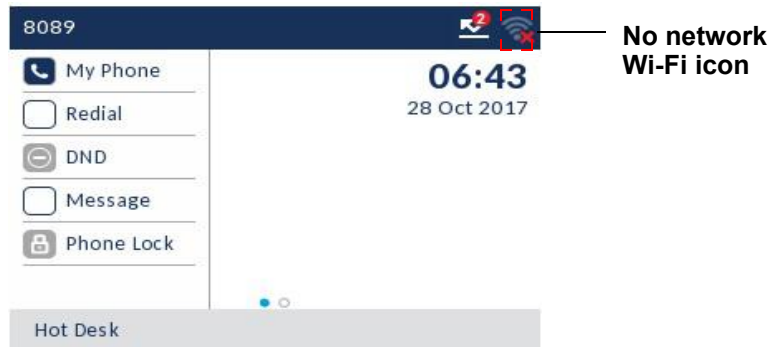 8089
2
No network
Wi-Fi icon
My Phone
06:43
Redial
28 Oct 2017
DND
Message
Phone Lock
Hot Desk